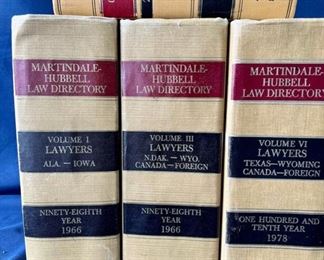 MARTINDALE-
HUBBELL
LAW DIRECTORY
VOLUME I
LAWYERS
ALA. — IOWA
NINETY-EIGHTH
YEAR
1966
MARTINDALE-
HUBBELL
LAW DIRECTORY
VOLUME III
LAWYERS
N.DAK. — WYO.
CANADA—FOREIGN
NINETY-EIGHTH
YEAR
1966
MARTINDALE-
HUBBELL
LAW DIRECTORY
VOLUME VI
LAWYERS
TEXAS—WYOMING
CANADA—FOREIGN
ONE HUNDRED AND
TENTH YEAR
1978